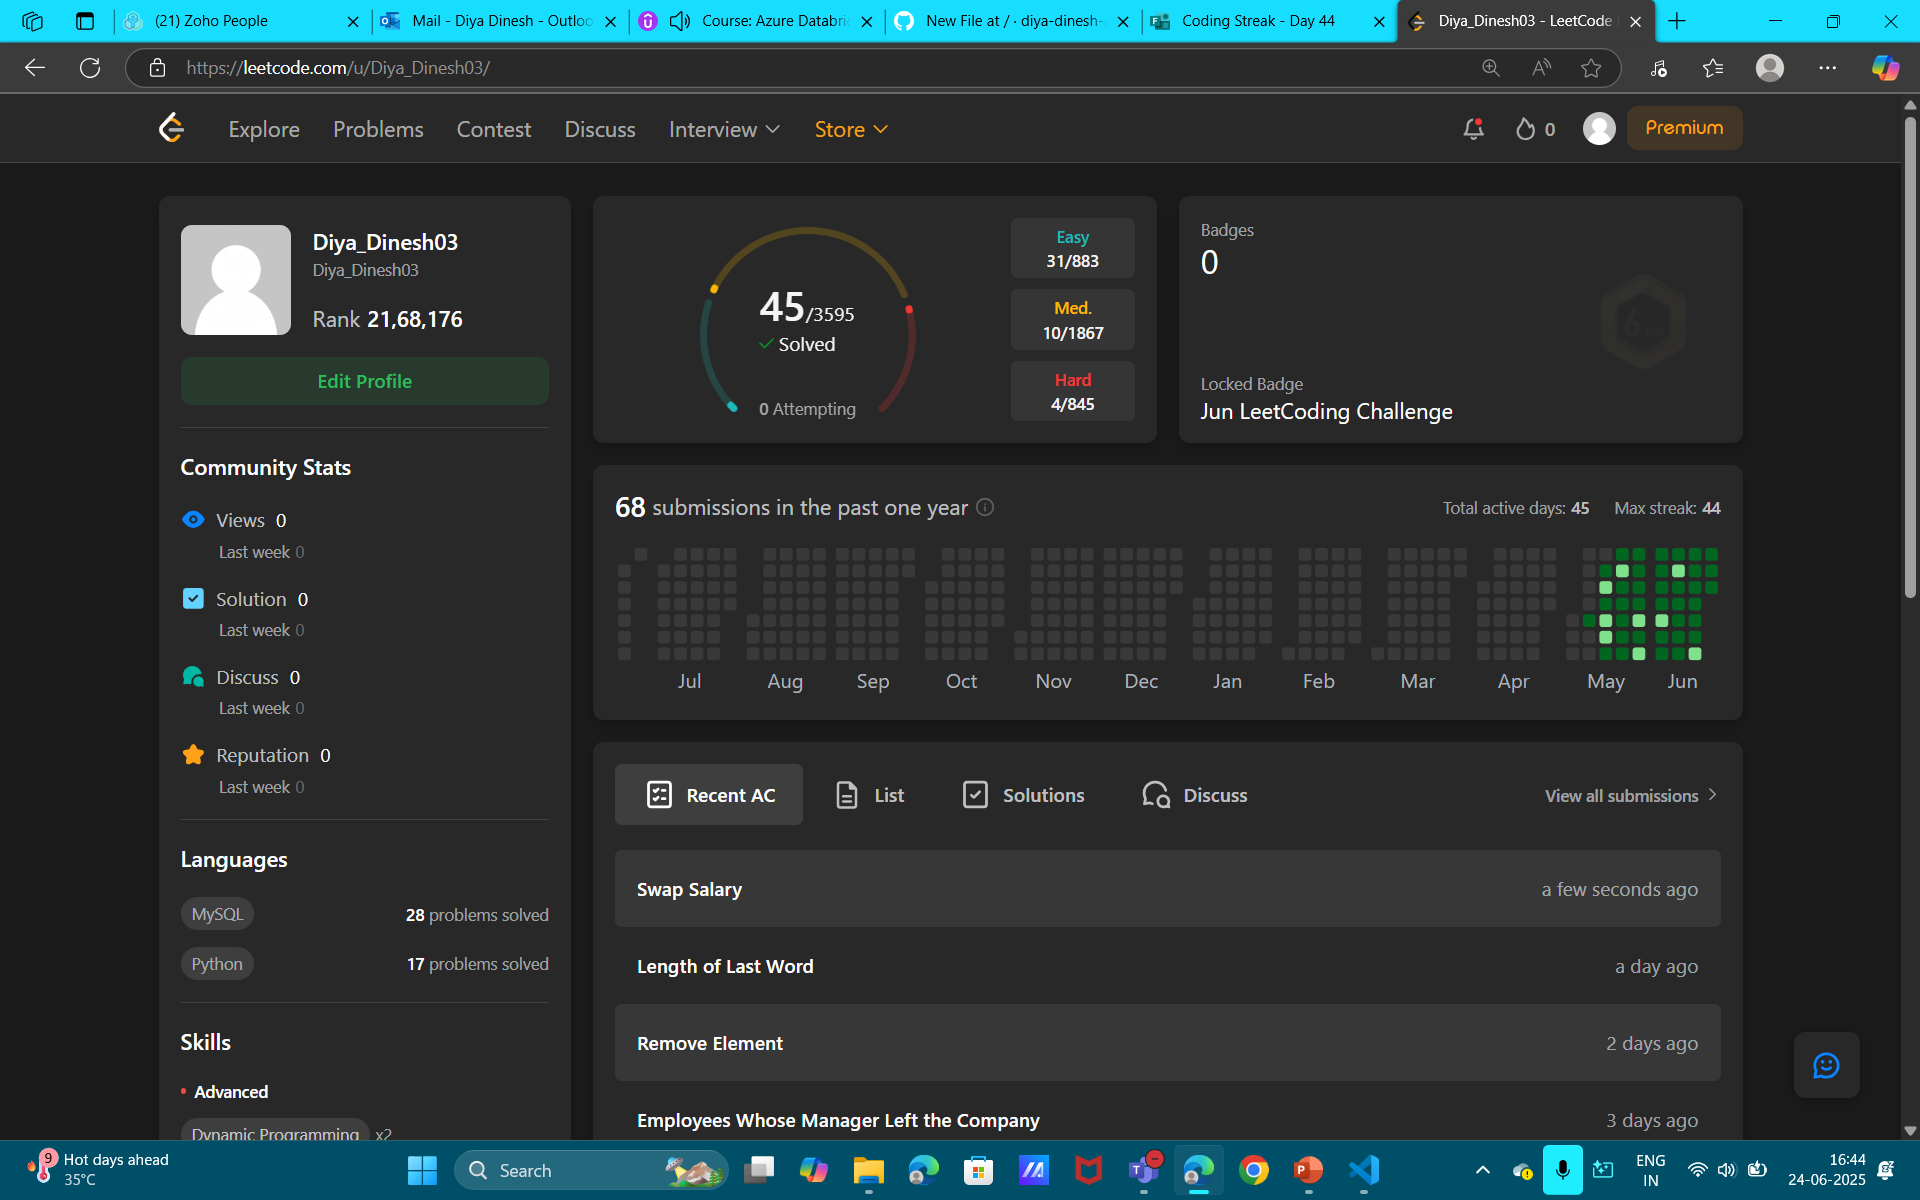 (21) Zoho People
Mail - Diya Dinesh - Outloo
Course: Azure Databri
New File at / · diya-dinesh-
Coding Streak - Day 44
Diya_Dinesh03 - LeetCode
https://leetcode.com/u/Diya_Dinesh03/
Explore
Problems
Contest
Discuss
Interview
Store
0
Premium
Diya_Dinesh03
Diya_Dinesh03
Rank 21,68,176
Edit Profile
Community Stats
Views 0
Last week 0
Solution 0
Last week 0
Discuss 0
Last week 0
Reputation 0
Last week 0
Languages
MySQL
28 problems solved
Python
17 problems solved
Skills
Advanced
Dynamic Programming x2
45/3595
Solved
0 Attempting
Easy
31/883
Med.
10/1867
Hard
4/845
Badges
0
Locked Badge
Jun LeetCoding Challenge
68 submissions in the past one year
Total active days: 45
Max streak: 44
Jul
Aug
Sep
Oct
Nov
Dec
Jan
Feb
Mar
Apr
May
Jun
Recent AC
List
Solutions
Discuss
View all submissions
Swap Salary
a few seconds ago
Length of Last Word
a day ago
Remove Element
2 days ago
Employees Whose Manager Left the Company
3 days ago
9
Hot days ahead
35°C
Search
ENG
IN
16:44
24-06-2025